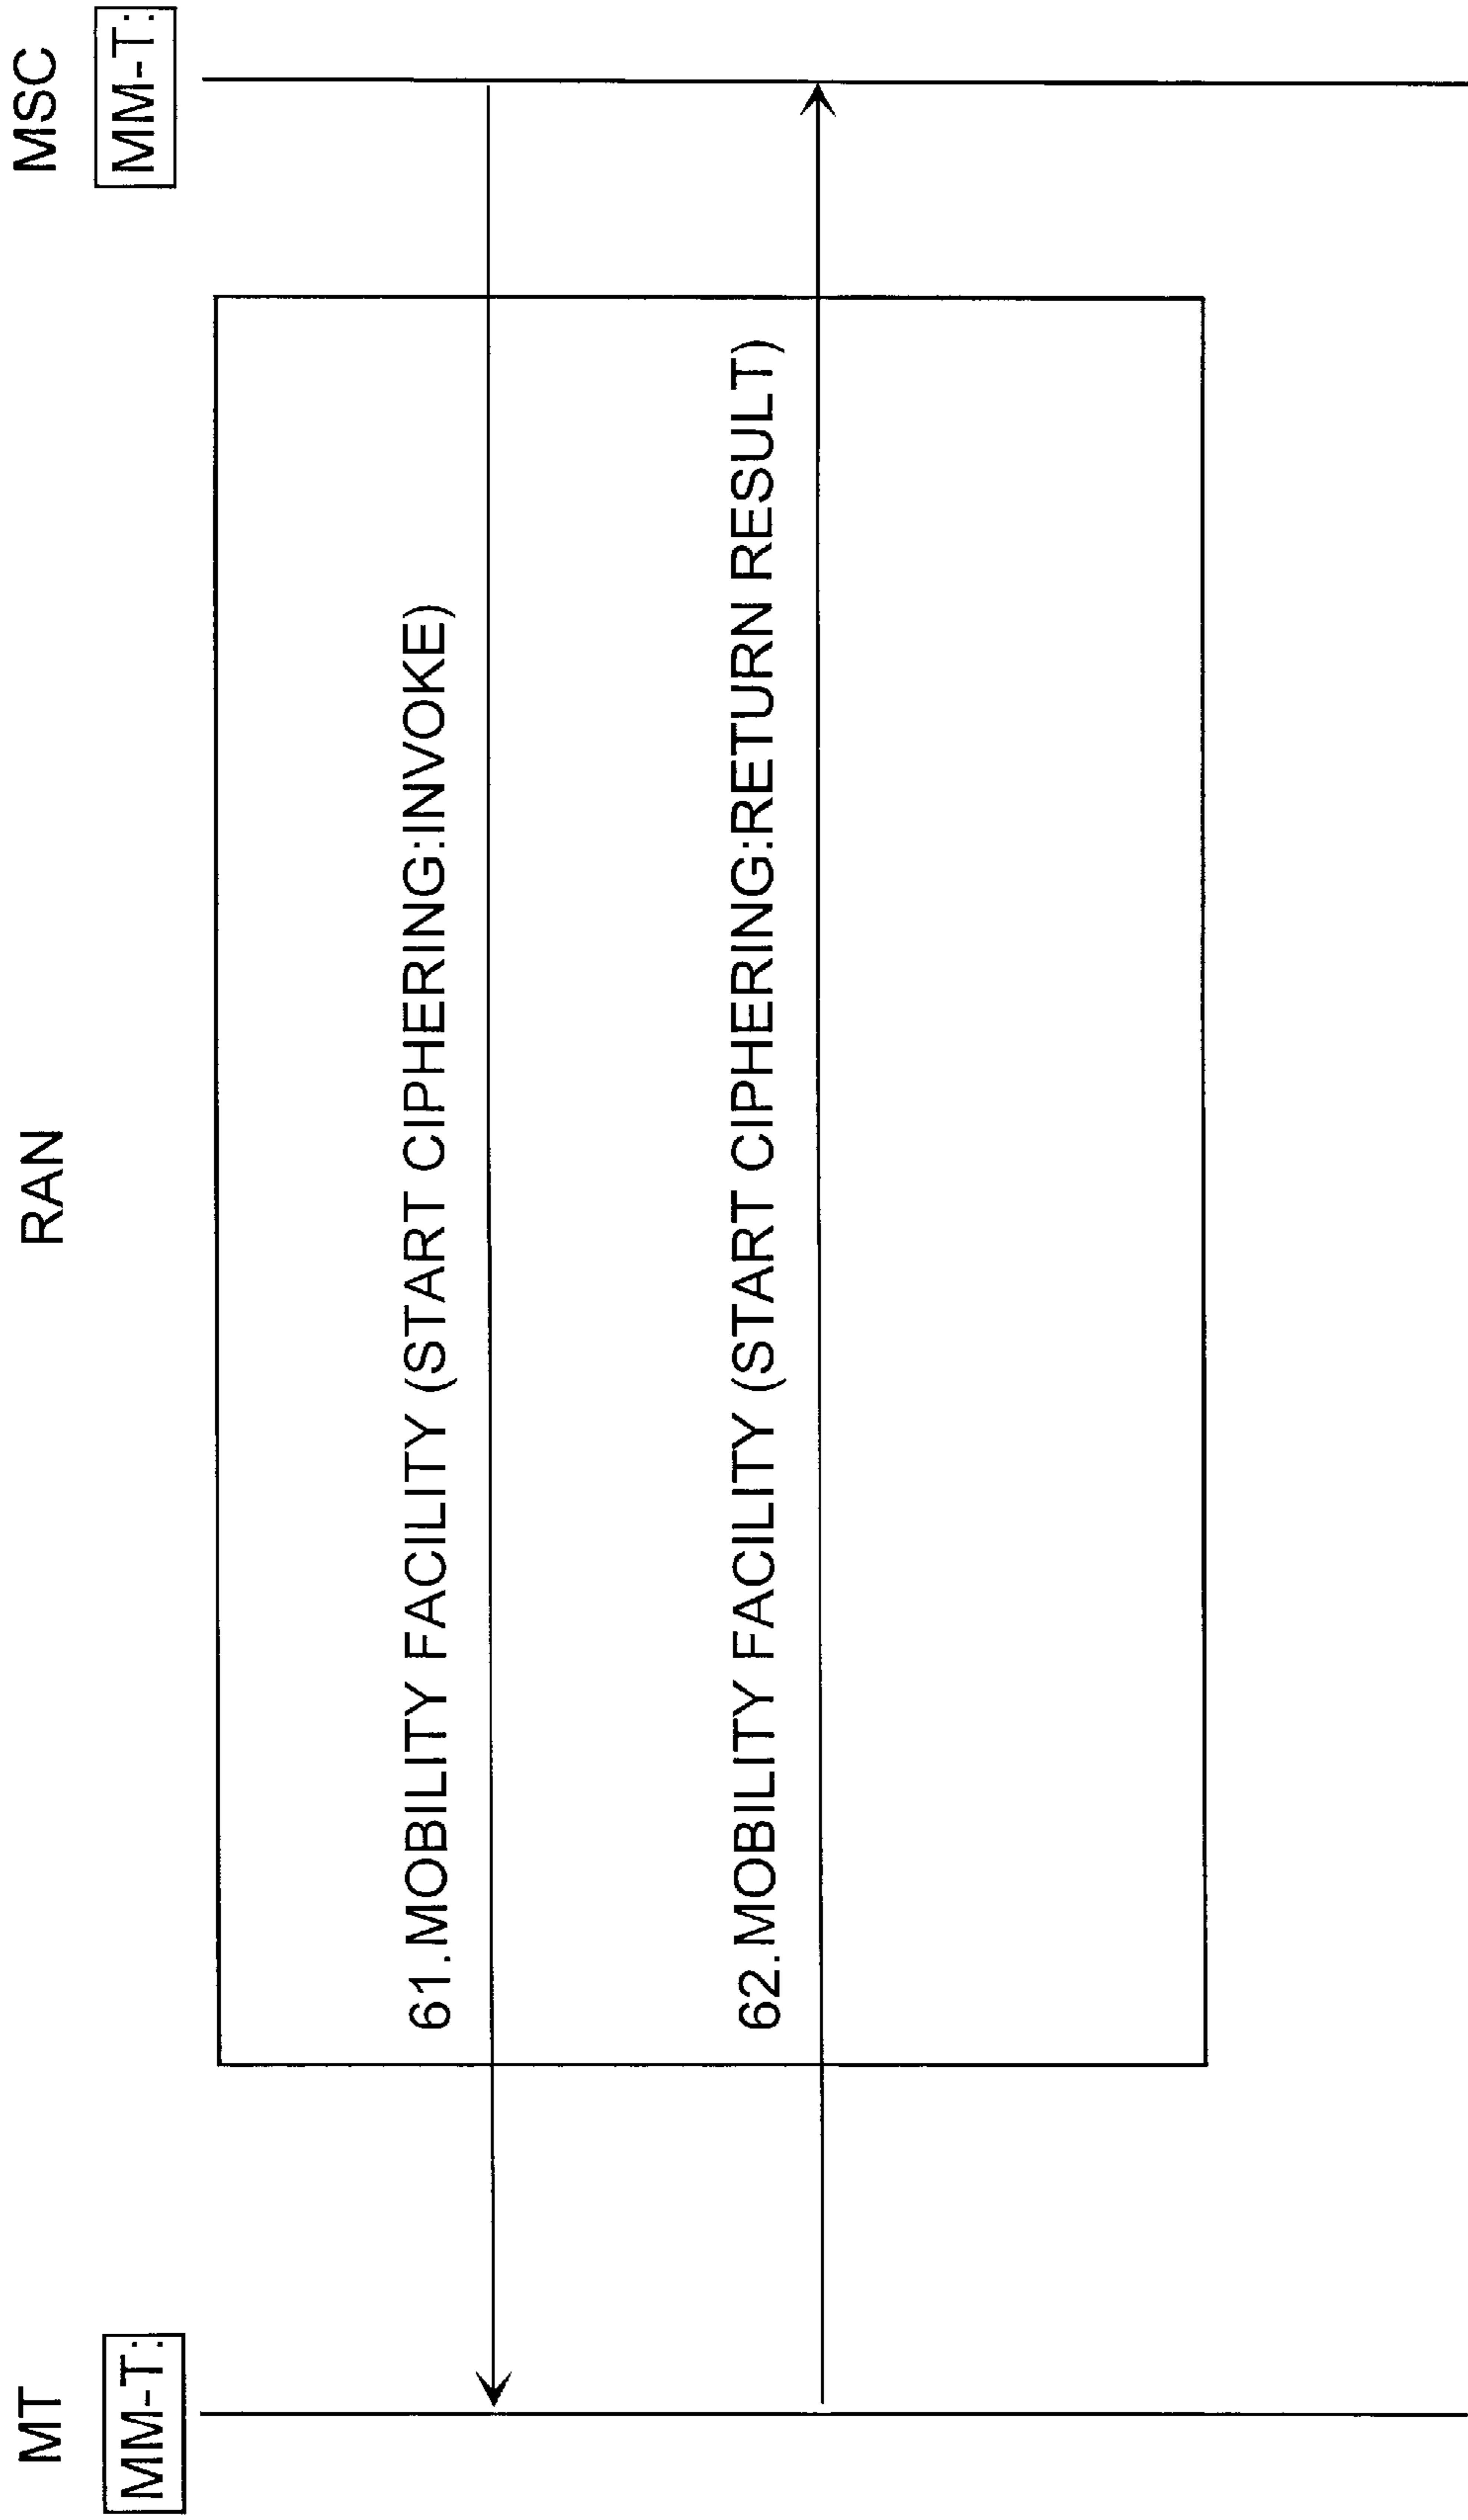 MT
RAN
MSC
MM-T:
MM-T:
61.MOBILITY FACILITY (START CIPHERING:INVOKE)
62.MOBILITY FACILITY (START CIPHERING:RETURN RESULT)